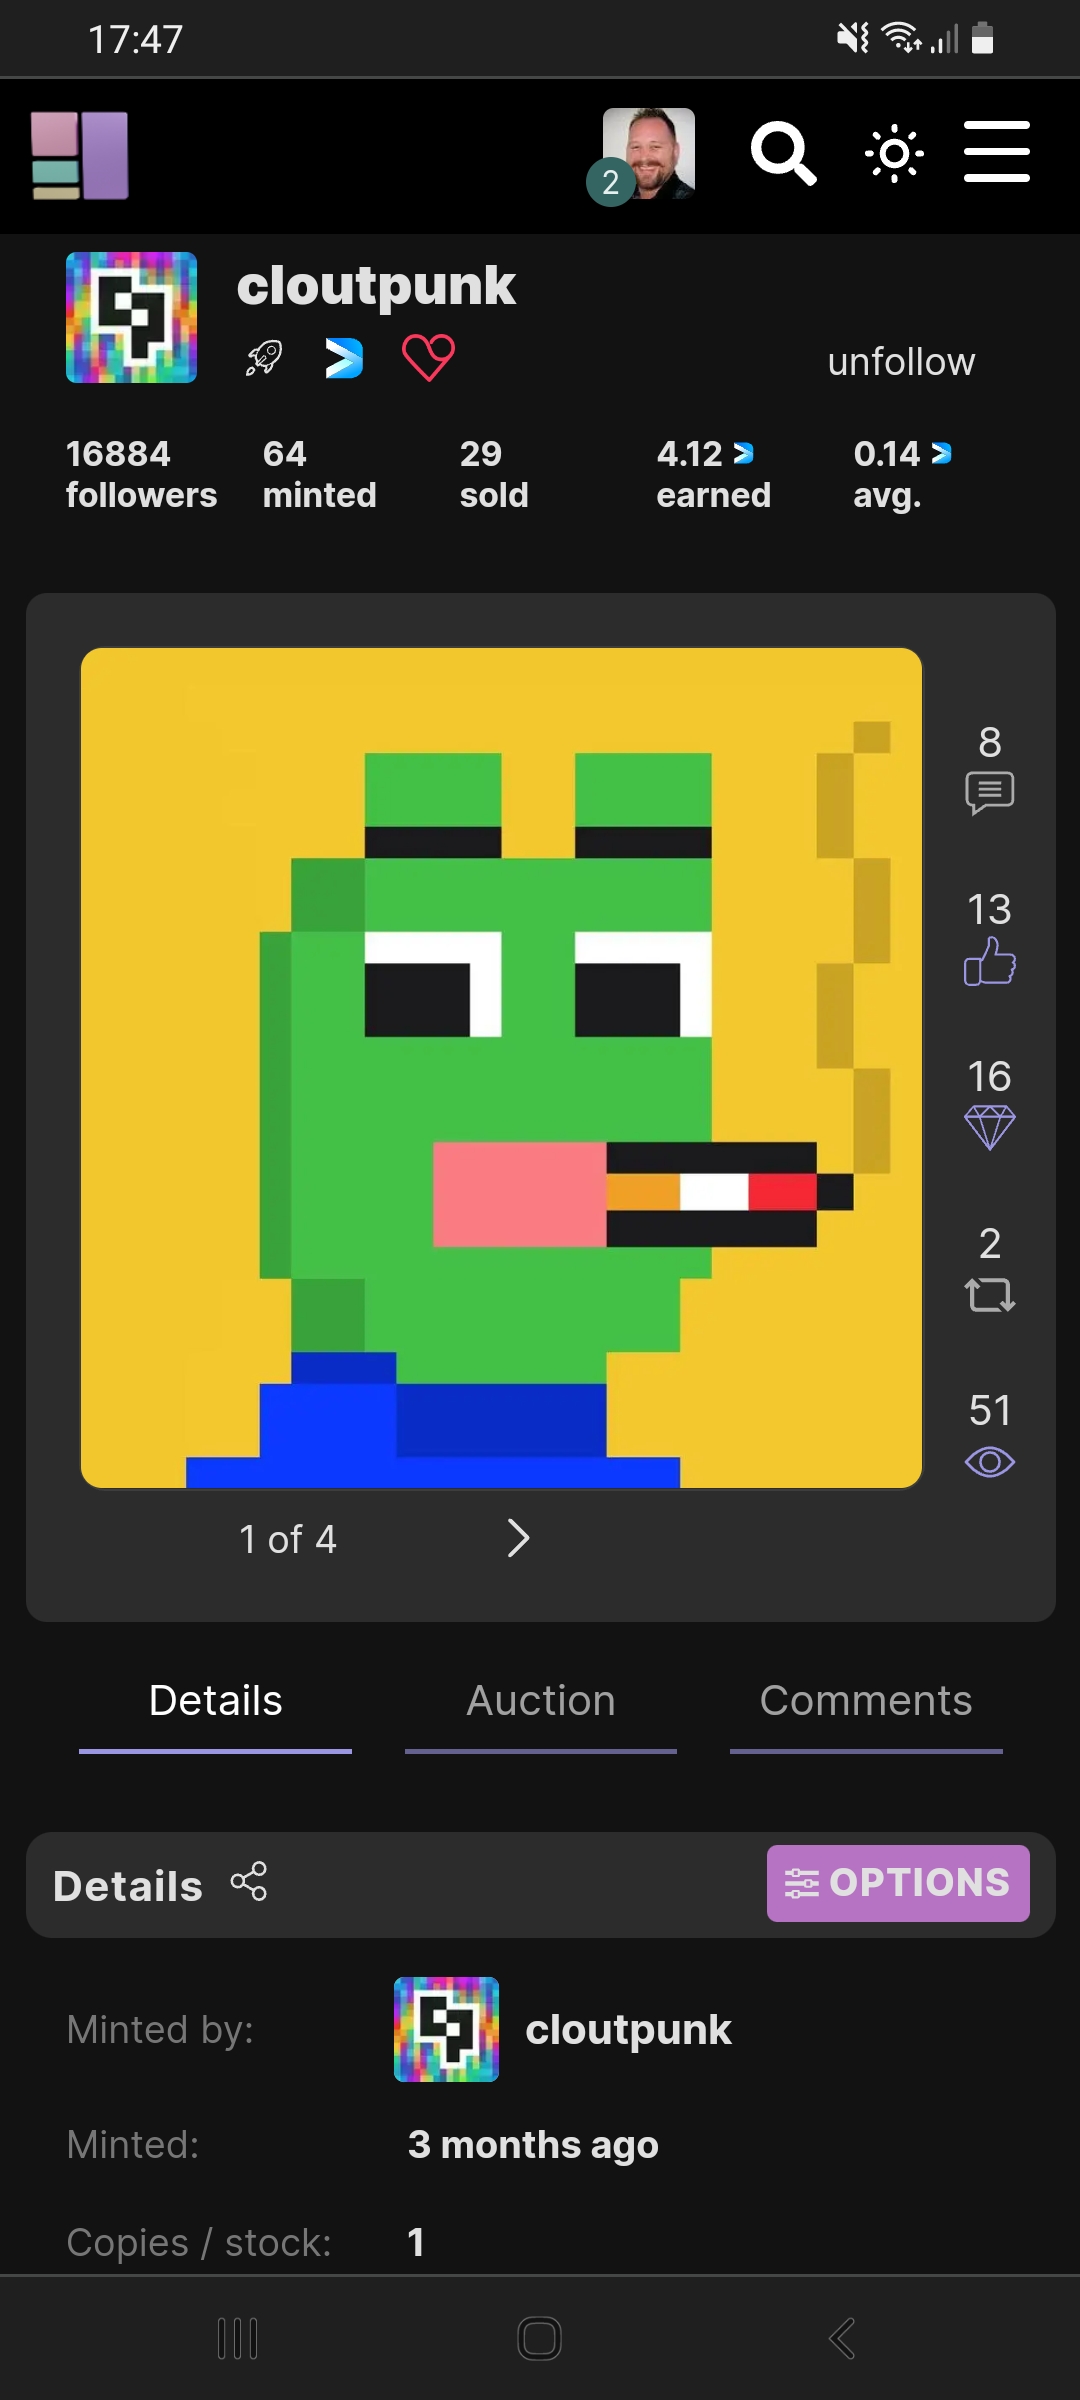 17:47
2
cloutpunk
unfollow
16884 64 29 4.12 0.14
followers minted sold earned avg.
8
13
16
2
51
1 of 4
Details Auction Comments
Details OPTIONS
Minted by: cloutpunk
Minted: 3 months ago
Copies / stock: 1